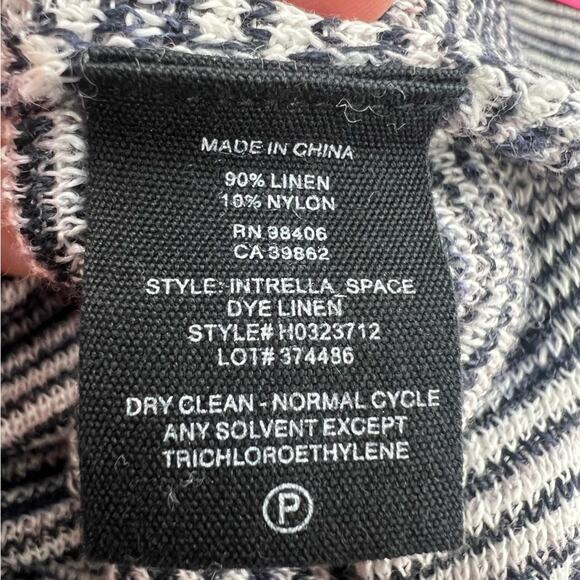 MADE IN CHINA
90% LINEN
10% NYLON
RN 98406
CA 39862
STYLE: INTRELLA_SPACE
DYE LINEN
STYLE# H0323712
LOT# 374486
DRY CLEAN - NORMAL CYCLE
ANY SOLVENT EXCEPT
TRICHLOROETHYLENE
P